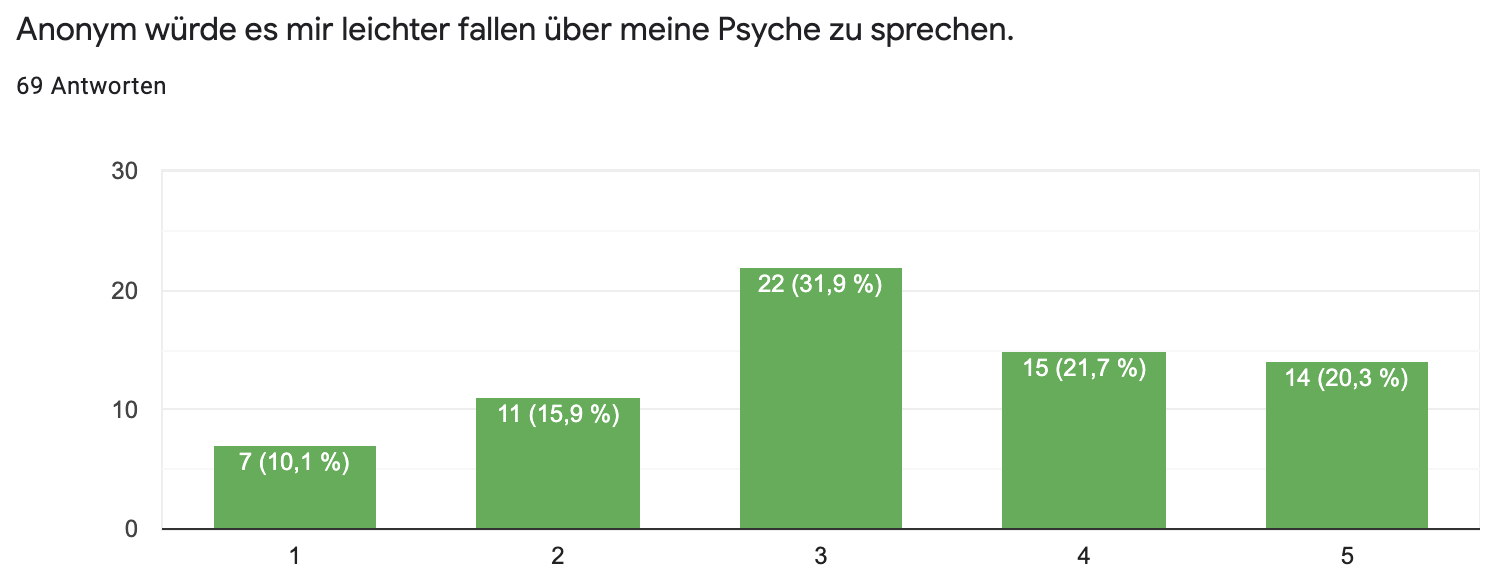 Anonym würde es mir leichter fallen über meine Psyche zu sprechen.
69 Antworten
30
20
10
0
7 (10,1 %)
11 (15,9 %)
22 (31,9 %)
15 (21,7 %)
14 (20,3 %)
1
2
3
4
5